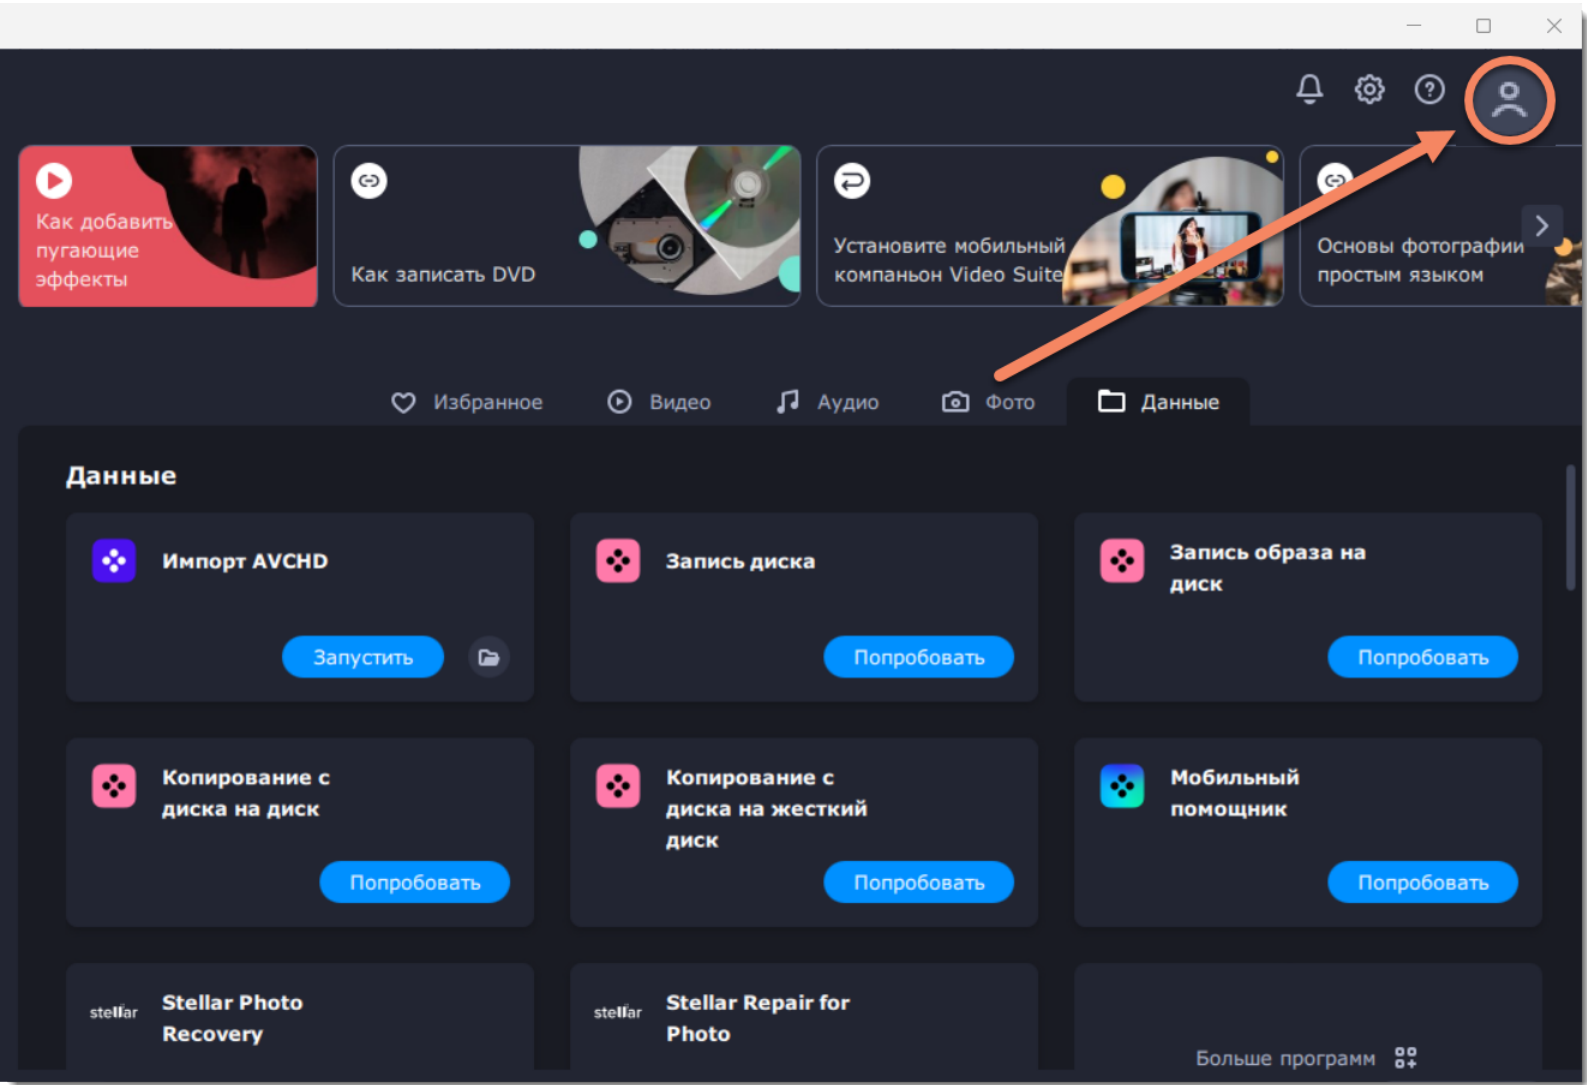 Как добавить
пугающие
эффекты
Как записать DVD
Установите мобильный
компаньон Video Suite
Основы фотографии
простым языком
Избранное
Видео
Аудио
Фото
Данные
Данные
Импорт AVCHD
Запустить
Запись диска
Попробовать
Запись образа на
диск
Попробовать
Копирование с
диска на диск
Попробовать
Копирование с
диска на жесткий
диск
Попробовать
Мобильный
помощник
Попробовать
stellar
Stellar Photo
Recovery
stellar
Stellar Repair for
Photo
Больше программ